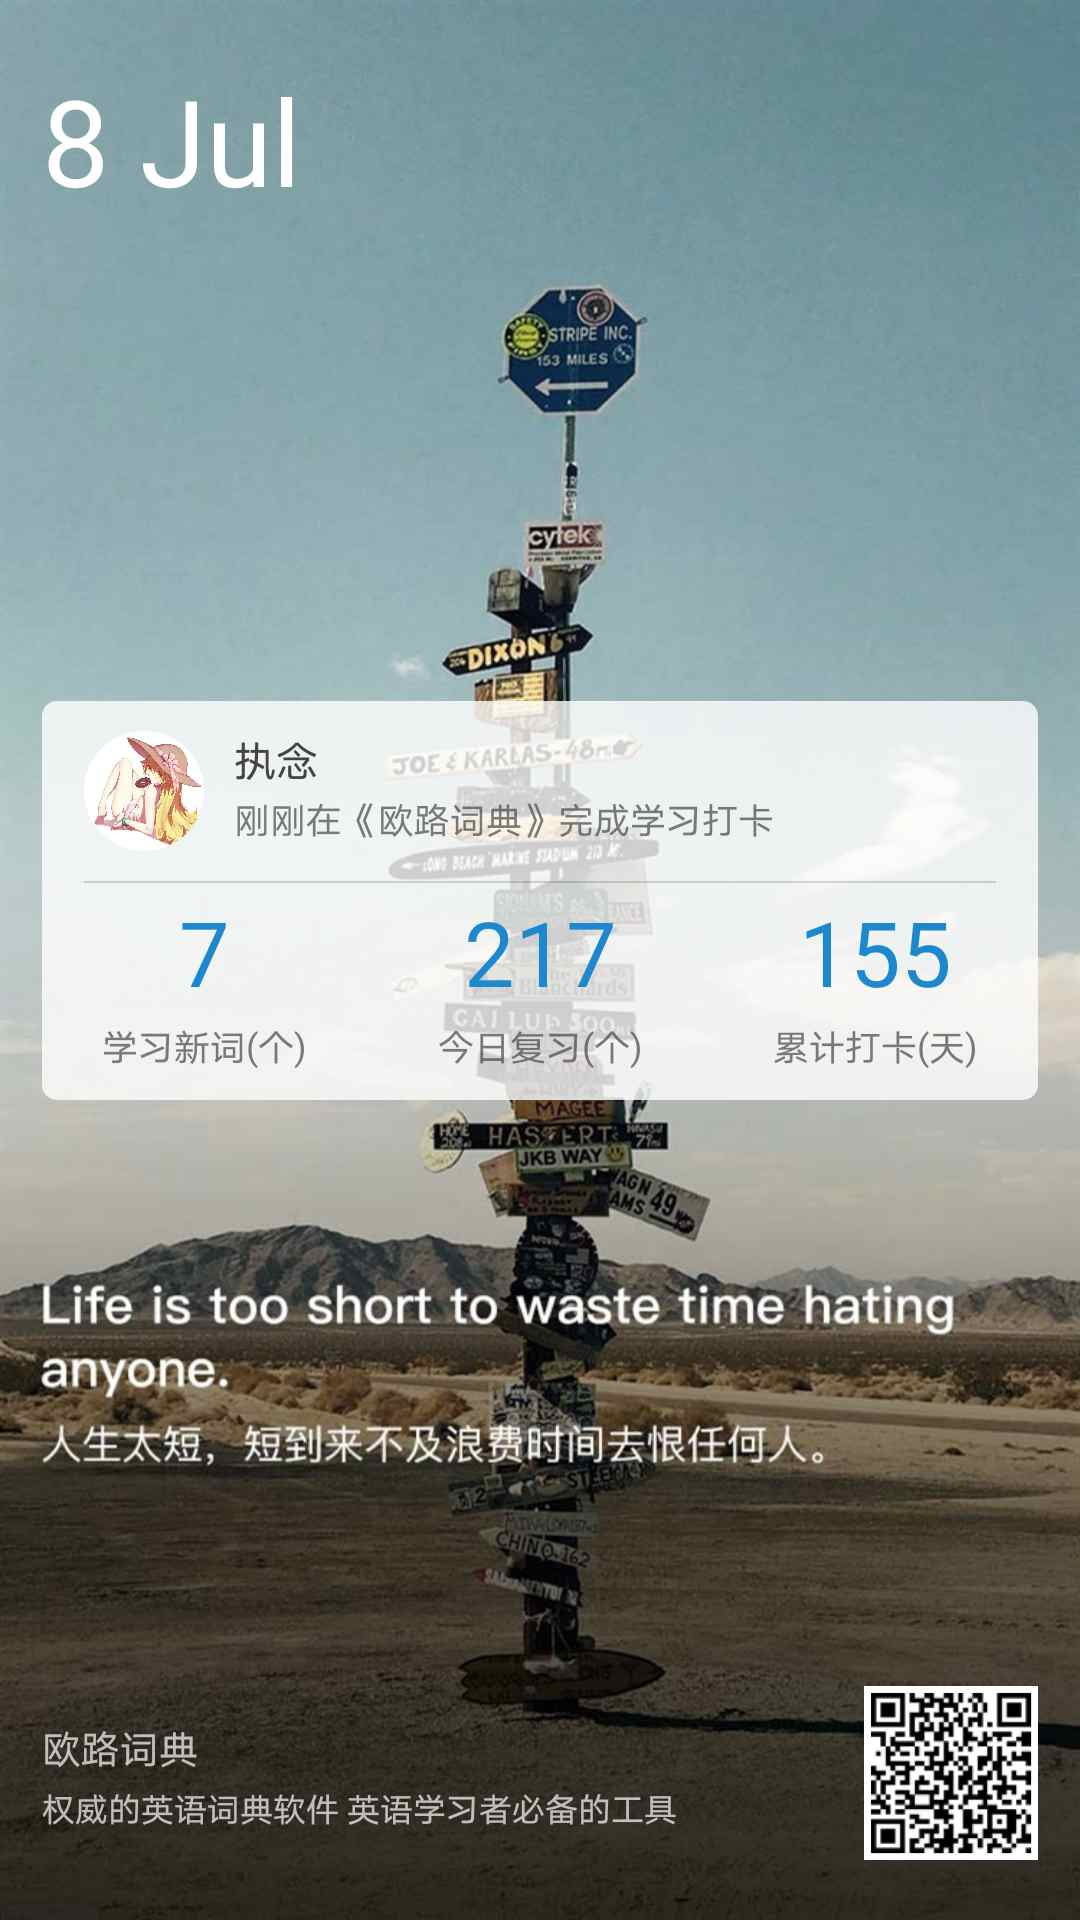 8 Jul
STRIPE INC.
153 MILES
cytek
DIXON
JOE & KARLAS-48
执念
刚刚在《欧路词典》完成学习打卡
LONG BEACH MARINE STADIUM 213 MI.
7
217
155
学习新词(个)
今日复习(个)
累计打卡(天)
MAGEE
HOME
JKB WAY
49
Life is too short to waste time hating
anyone.
人生太短，短到来不及浪费时间去恨任何人。
CHINO-162
欧路词典
权威的英语词典软件 英语学习者必备的工具